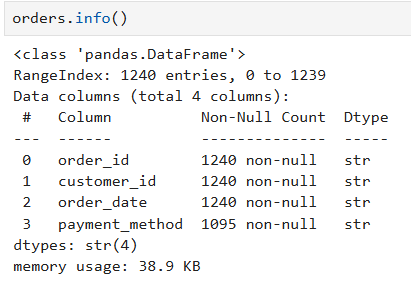 orders.info()
<class 'pandas.DataFrame'>
RangeIndex: 1240 entries, 0 to 1239
Data columns (total 4 columns):
 #   Column          Non-Null Count  Dtype
---  ------          --------------  -----
 0   order_id        1240 non-null   str
 1   customer_id     1240 non-null   str
 2   order_date      1240 non-null   str
 3   payment_method  1095 non-null   str
dtypes: str(4)
memory usage: 38.9 KB